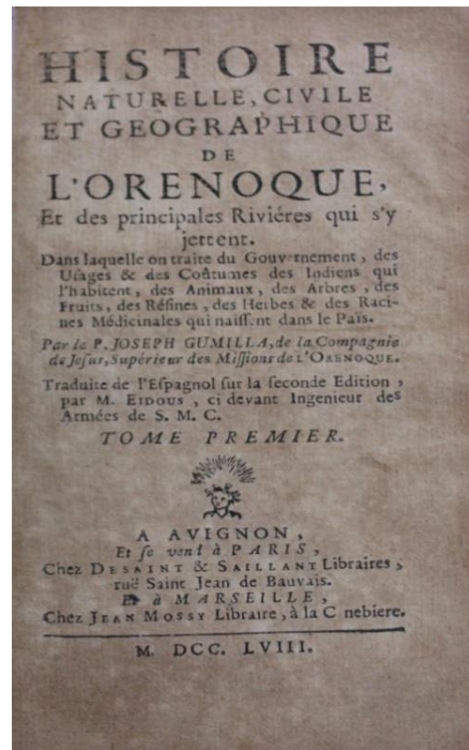 HISTOIRE
NATURELLE, CIVILE
ET GEOGRAPHIQUE
DE
L'ORENOQUE,
Et des principales Riviéres qui s'y
jettent.
Dans laquelle on traite du Gouvernement, des
Usages & des Coûtumes des Indiens qui
l'habitent, des Animaux, des Arbres, des
Fruits, des Résines, des Herbes & des Raci-
nes Médicinales qui naissent dans le Païs.
Par le P. JOSEPH GUMILLA, de la Compagnie
de Jesus, Supérieur des Missions de L'ORENOQUE.
Traduite de l'Espagnol sur la seconde Edition,
par M. EIDOUS, ci devant Ingenieur des
Armées de S. M. C.
TOME PREMIER.
A AVIGNON,
Et se vend à PARIS,
Chez DESAINT & SAILLANT Libraires,
ruë Saint Jean de Bauvais.
Et à MARSEILLE,
Chez JEAN MOSSY Libraire, à la C nebiere.
M. DCC. LVIII.